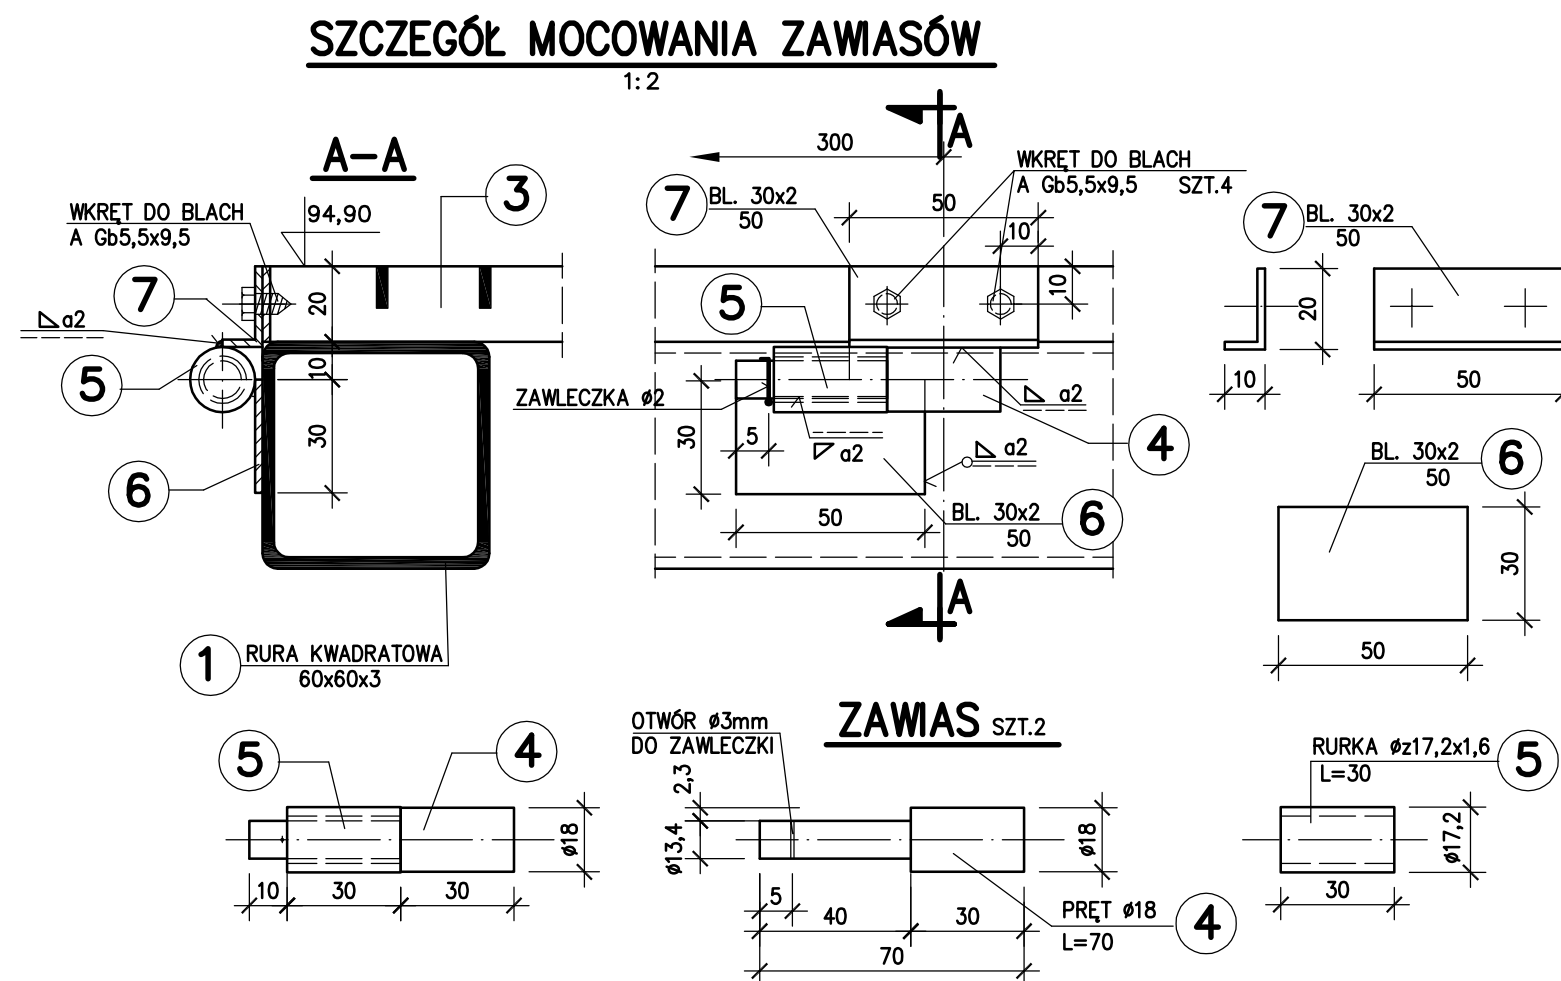 SZCZEGÓŁ MOCOWANIA ZAWIASÓW
1:2
A-A
WKRĘT DO BLACH
A Gb5,5x9,5
94,90
3
7
a2
5
6
20
10
30
1
RURA KWADRATOWA
60x60x3
A
300
WKRĘT DO BLACH
A Gb5,5x9,5 SZT.4
7
BL. 30x2
50
50
10
10
5
ZAWLECZKA ø2
30
5
a2
a2
a2
4
50
BL. 30x2
50
6
A
7
BL. 30x2
50
20
10
50
BL. 30x2
50
6
30
50
5
4
ø18
10
30
30
ZAWIAS SZT.2
OTWÓR ø3mm
DO ZAWLECZKI
2,3
ø13,4
ø18
5
40
30
70
PRĘT ø18
L=70
4
RURKA øz17,2x1,6
L=30
5
ø17,2
30